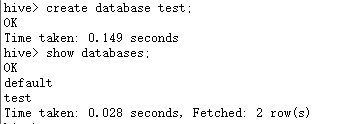 hive> create database test;
OK
Time taken: 0.149 seconds
hive> show databases;
OK
default
test
Time taken: 0.028 seconds, Fetched: 2 row(s)